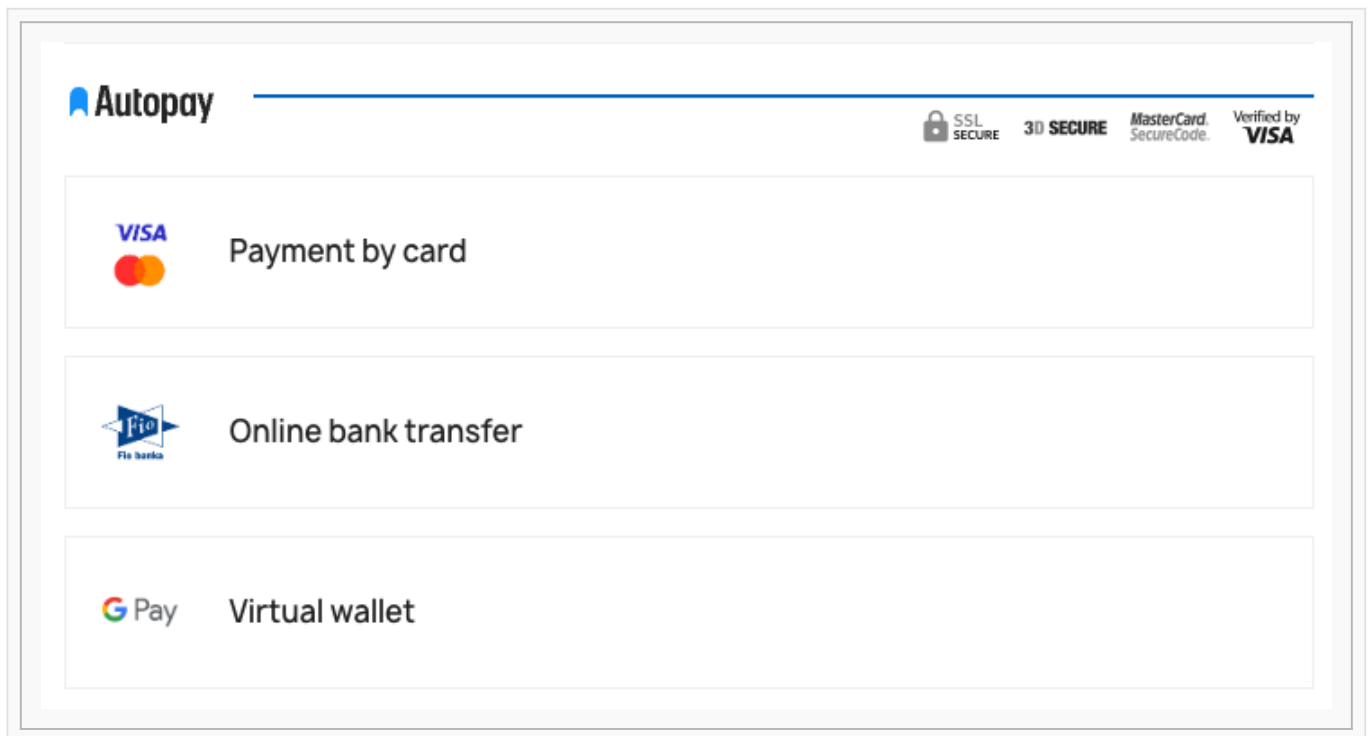 Autopay
SSL
SECURE
3D SECURE
MasterCard.
SecureCode.
Verified by
VISA
VISA
Payment by card
Fio
Fio banka
Online bank transfer
G Pay
Virtual wallet